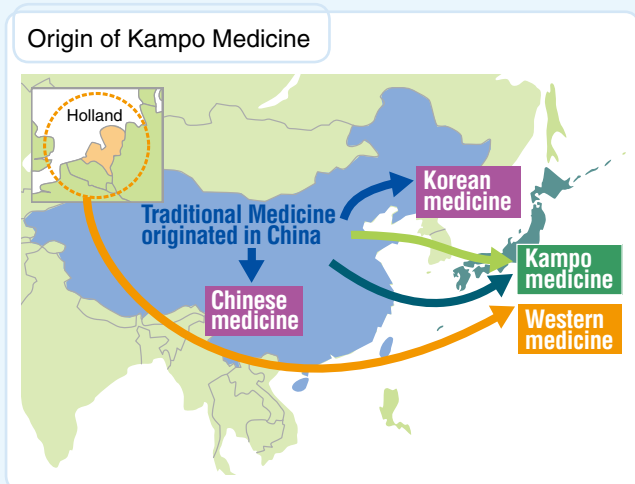 Origin of Kampo Medicine
Holland
Korean
medicine
Traditional Medicine
originated in China
Kampo
medicine
Chinese
medicine
Western
medicine